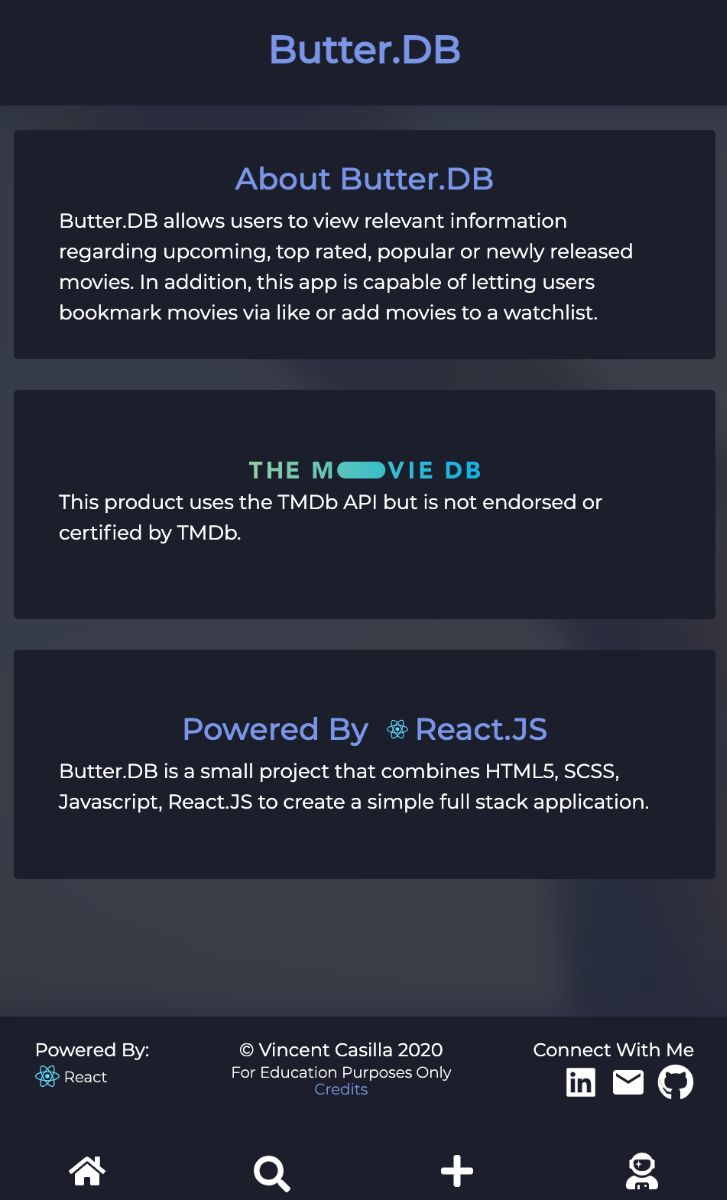 Butter.DB
About Butter.DB
Butter.DB allows users to view relevant information
regarding upcoming, top rated, popular or newly released
movies. In addition, this app is capable of letting users
bookmark movies via like or add movies to a watchlist.
THE MOVIE DB
This product uses the TMDb API but is not endorsed or
certified by TMDb.
Powered By React.JS
Butter.DB is a small project that combines HTML5, SCSS,
Javascript, React.JS to create a simple full stack application.
Powered By:
React
© Vincent Casilla 2020
For Education Purposes Only
Credits
Connect With Me
in